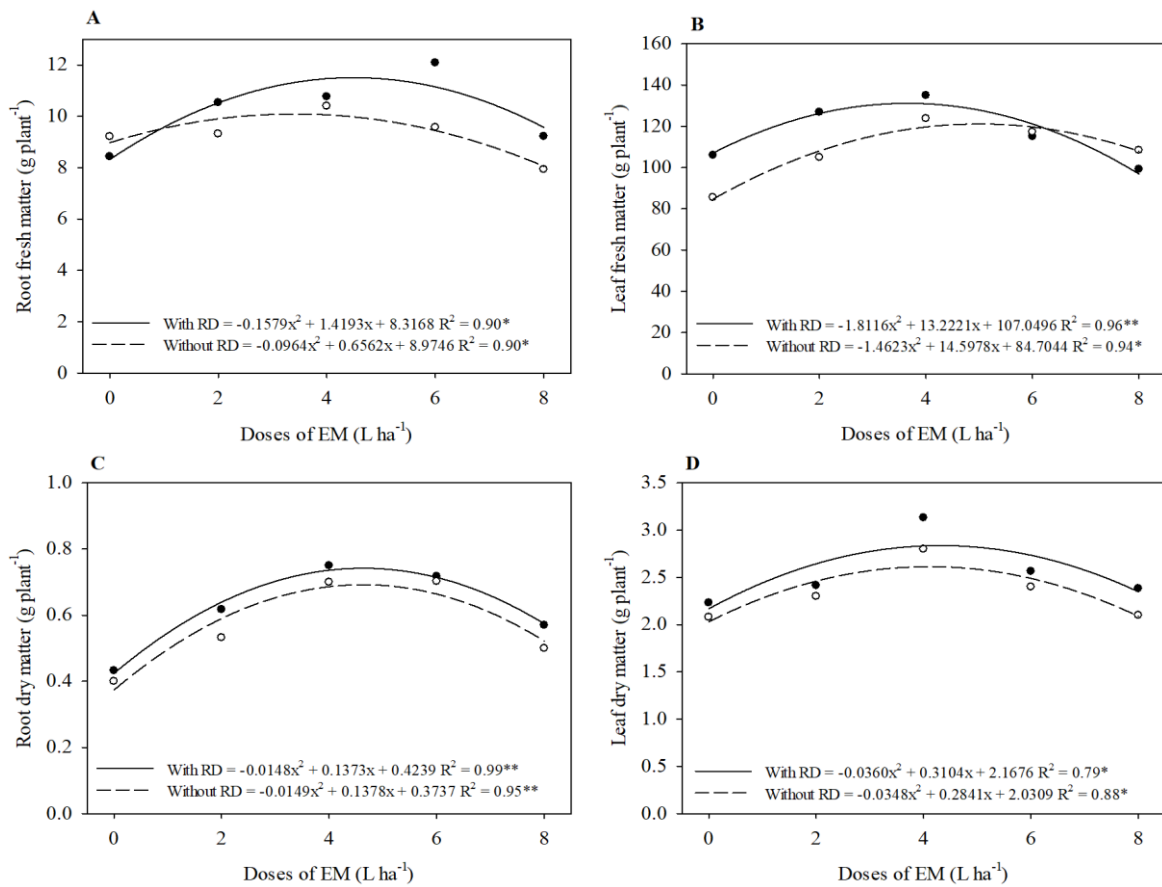 A
Root fresh matter (g plant⁻¹)
12
10
8
6
4
2
0
With RD = -0.1579x² + 1.4193x + 8.3168 R² = 0.90*
Without RD = -0.0964x² + 0.6562x + 8.9746 R² = 0.90*
0 2 4 6 8
Doses of EM (L ha⁻¹)
B
Leaf fresh matter (g plant⁻¹)
160
140
120
100
80
60
40
20
0
With RD = -1.8116x² + 13.2221x + 107.0496 R² = 0.96**
Without RD = -1.4623x² + 14.5978x + 84.7044 R² = 0.94*
0 2 4 6 8
Doses of EM (L ha⁻¹)
C
Root dry matter (g plant⁻¹)
1.0
0.8
0.6
0.4
0.2
0.0
With RD = -0.0148x² + 0.1373x + 0.4239 R² = 0.99**
Without RD = -0.0149x² + 0.1378x + 0.3737 R² = 0.95**
0 2 4 6 8
Doses of EM (L ha⁻¹)
D
Leaf dry matter (g plant⁻¹)
3.5
3.0
2.5
2.0
1.5
1.0
0.5
0.0
With RD = -0.0360x² + 0.3104x + 2.1676 R² = 0.79*
Without RD = -0.0348x² + 0.2841x + 2.0309 R² = 0.88*
0 2 4 6 8
Doses of EM (L ha⁻¹)